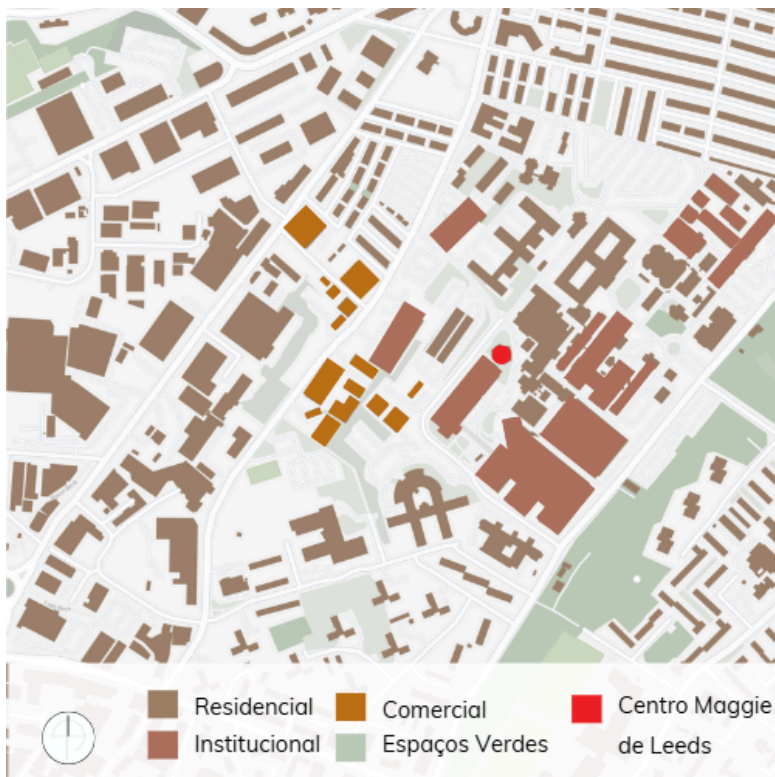 Residencial
Comercial
Centro Maggie
de Leeds
Institucional
Espaços Verdes